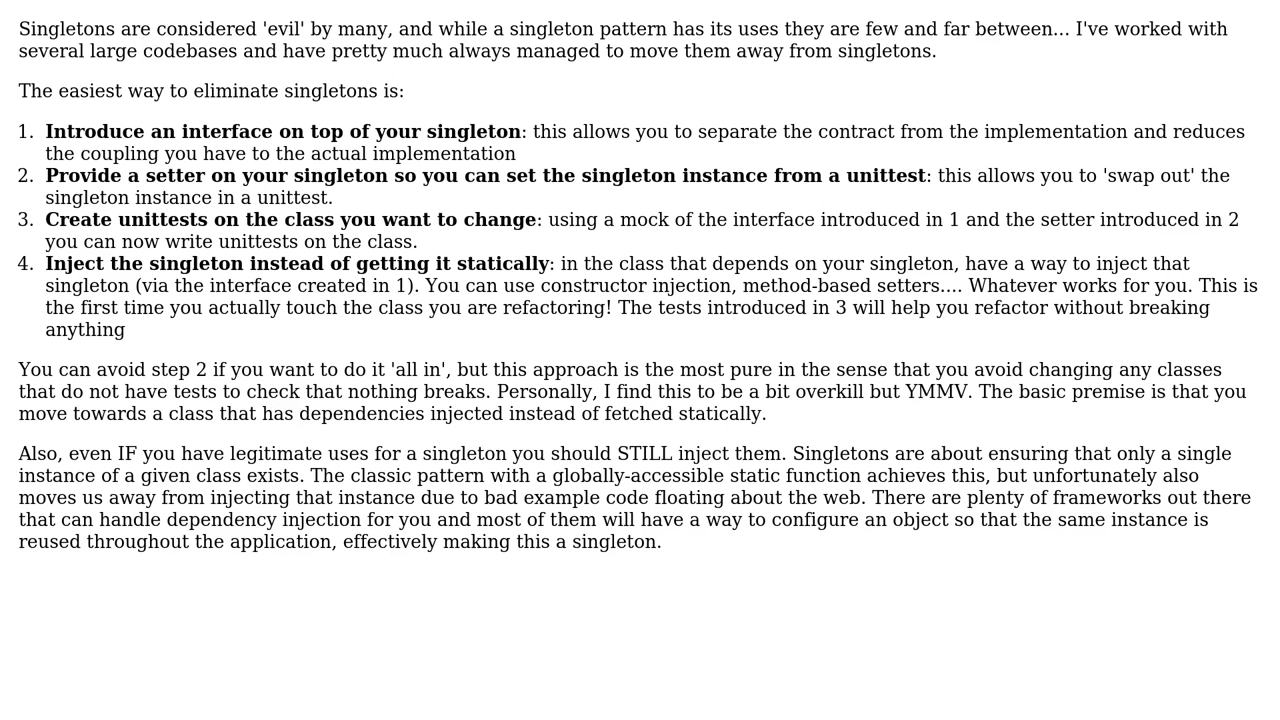 Singletons are considered 'evil' by many, and while a singleton pattern has its uses they are few and far between... I've worked with
several large codebases and have pretty much always managed to move them away from singletons.
The easiest way to eliminate singletons is:
1. Introduce an interface on top of your singleton: this allows you to separate the contract from the implementation and reduces
the coupling you have to the actual implementation
2. Provide a setter on your singleton so you can set the singleton instance from a unittest: this allows you to 'swap out' the
singleton instance in a unittest.
3. Create unittests on the class you want to change: using a mock of the interface introduced in 1 and the setter introduced in 2
you can now write unittests on the class.
4. Inject the singleton instead of getting it statically: in the class that depends on your singleton, have a way to inject that
singleton (via the interface created in 1). You can use constructor injection, method-based setters.... Whatever works for you. This is
the first time you actually touch the class you are refactoring! The tests introduced in 3 will help you refactor without breaking
anything
You can avoid step 2 if you want to do it 'all in', but this approach is the most pure in the sense that you avoid changing any classes
that do not have tests to check that nothing breaks. Personally, I find this to be a bit overkill but YMMV. The basic premise is that you
move towards a class that has dependencies injected instead of fetched statically.
Also, even IF you have legitimate uses for a singleton you should STILL inject them. Singletons are about ensuring that only a single
instance of a given class exists. The classic pattern with a globally-accessible static function achieves this, but unfortunately also
moves us away from injecting that instance due to bad example code floating about the web. There are plenty of frameworks out there
that can handle dependency injection for you and most of them will have a way to configure an object so that the same instance is
reused throughout the application, effectively making this a singleton.